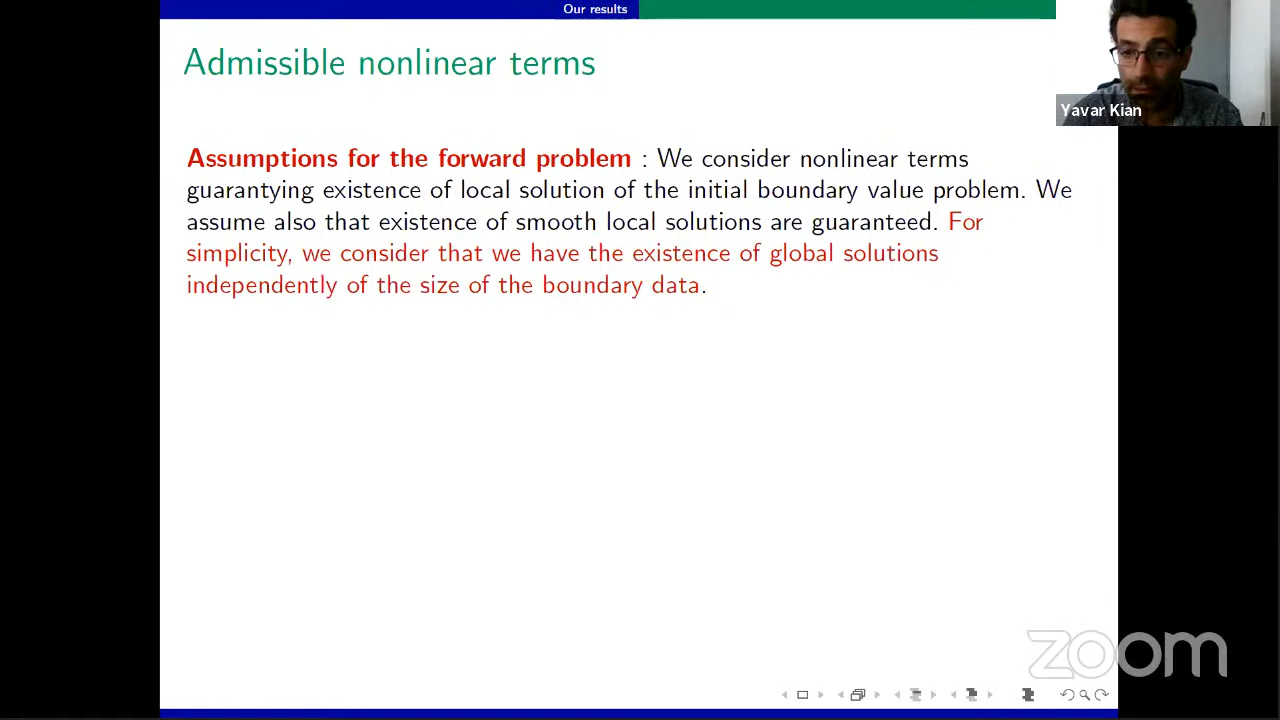 Our results
Admissible nonlinear terms
Yavar Kian
Assumptions for the forward problem : We consider nonlinear terms
guarantying existence of local solution of the initial boundary value problem. We
assume also that existence of smooth local solutions are guaranteed. For
simplicity, we consider that we have the existence of global solutions
independently of the size of the boundary data.
zoom